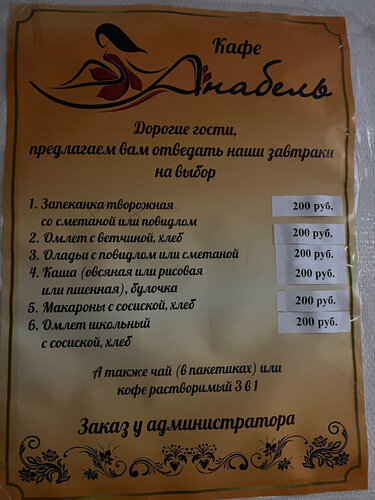 Кафе
Анабель
Дорогие гости,
предлагаем вам отведать наши завтраки
на выбор
1. Запеканка творожная
со сметаной или повидлом 200 руб.
2. Омлет с ветчиной, хлеб 200 руб.
3. Оладьи с повидлом или сметаной 200 руб.
4. Каша (овсяная или рисовая 200 руб.
или пшенная), булочка
5. Макароны с сосиской, хлеб 200 руб.
6. Омлет школьный 200 руб.
с сосиской, хлеб
А также чай (в пакетиках) или
кофе растворимый 3 в 1
Заказ у администратора